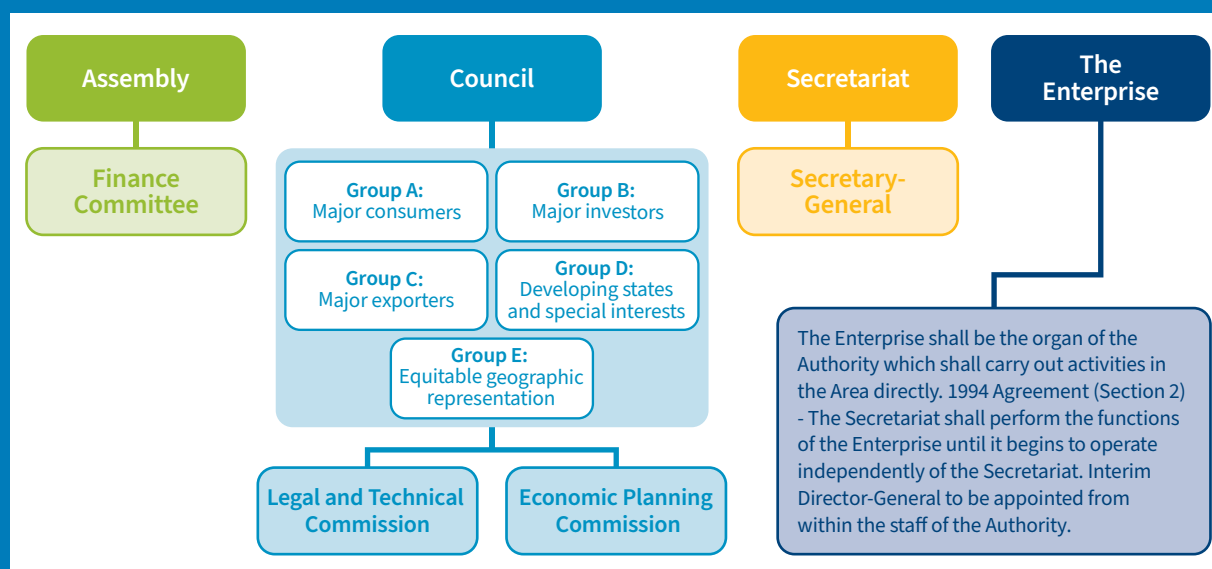 Assembly
Finance
Committee
Council
Group A:
Major consumers
Group B:
Major investors
Group C:
Major exporters
Group D:
Developing states
and special interests
Group E:
Equitable geographic
representation
Legal and Technical
Commission
Economic Planning
Commission
Secretariat
Secretary-
General
The
Enterprise
The Enterprise shall be the organ of the
Authority which shall carry out activities in
the Area directly. 1994 Agreement (Section 2)
- The Secretariat shall perform the functions
of the Enterprise until it begins to operate
independently of the Secretariat. Interim
Director-General to be appointed from
within the staff of the Authority.